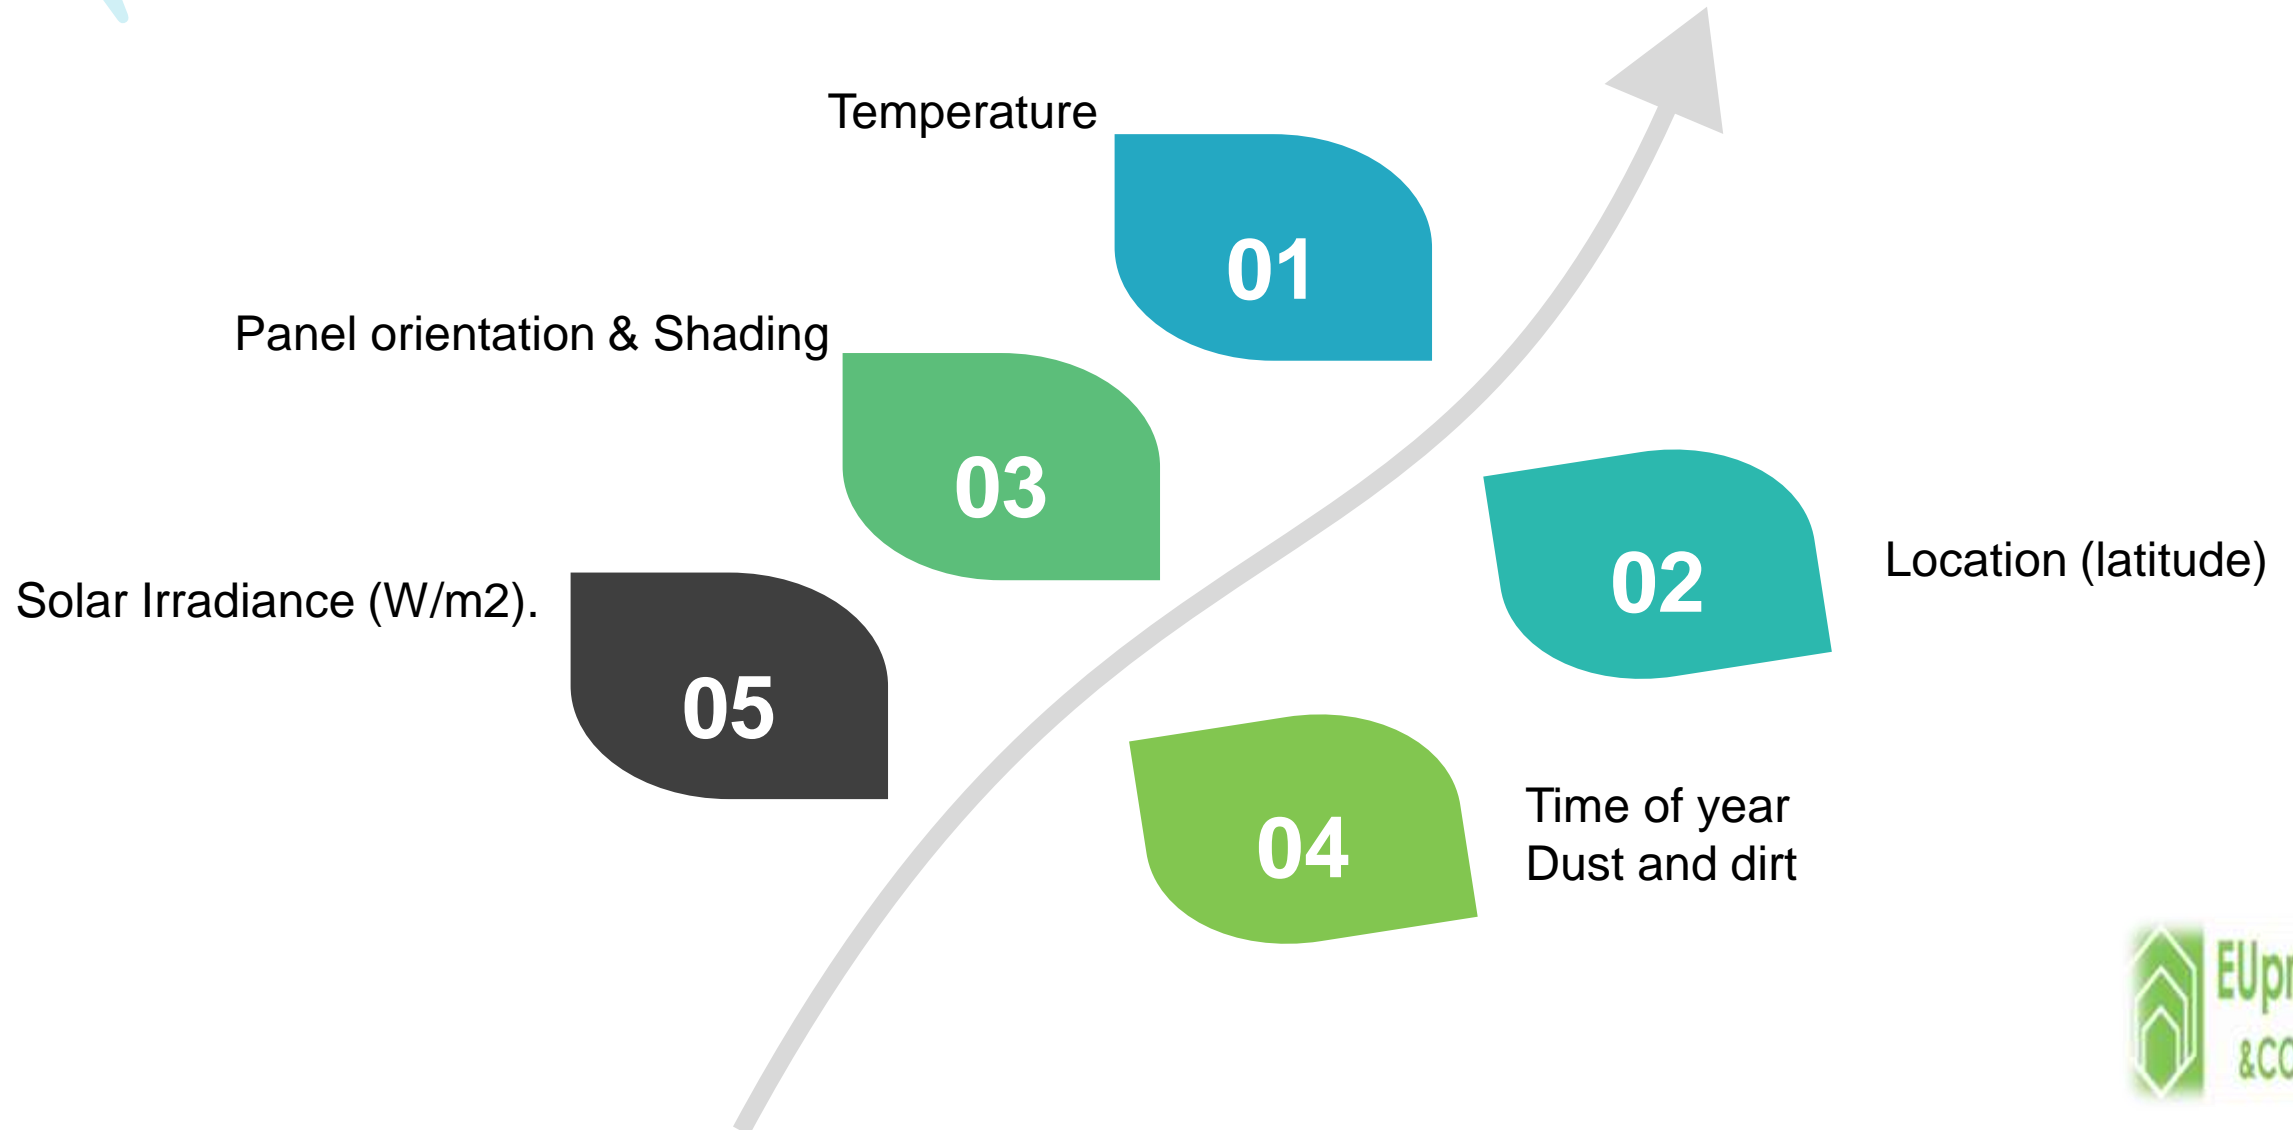 Temperature
01
Panel orientation & Shading
03
02
Location (latitude)
Solar Irradiance (W/m2).
05
04
Time of year
Dust and dirt